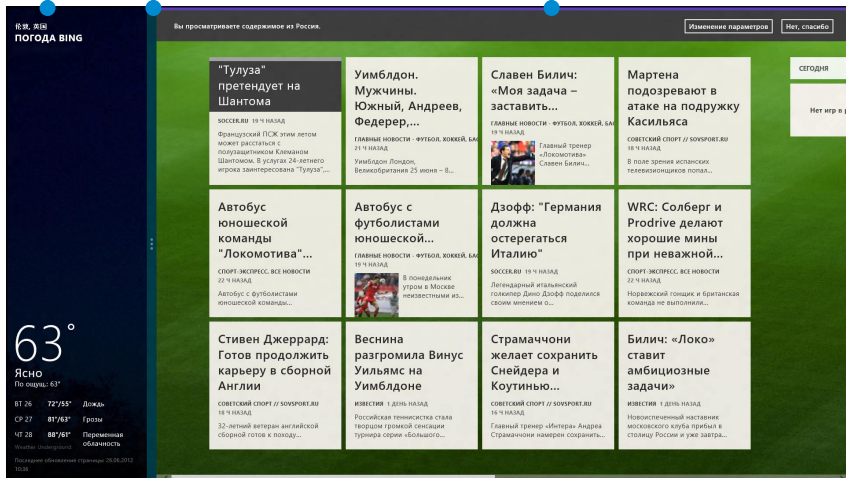 伦敦, 英国
ПОГОДА BING
63°
Ясно
По ощущ.: 63°
ВТ 26 72°/55° Дождь
СР 27 81°/63° Грозы
ЧТ 28 88°/61° Переменная
облачность
Weather Underground
Последнее обновление страницы: 26.06.2012
10:36
Вы просматриваете содержимое из Россия.
Изменение параметров
Нет, спасибо
"Тулуза"
претендует на
Шантома
SOCCER.RU 19 Ч НАЗАД
Французский ПСЖ этим летом
может расстаться с
полузащитником Клеманом
Шантомом. В услугах 24-летнего
игрока заинтересована "Тулуза",...
Уимблдон.
Мужчины.
Южный, Андреев,
Федерер,...
ГЛАВНЫЕ НОВОСТИ - ФУТБОЛ, ХОККЕЙ, БАС
21 Ч НАЗАД
Уимблдон Лондон,
Великобритания 25 июня – 8...
Славен Билич:
«Моя задача –
заставить...
ГЛАВНЫЕ НОВОСТИ - ФУТБОЛ, ХОККЕЙ, БАС
19 Ч НАЗАД
Главный тренер
«Локомотива»
Славен Билич...
Мартена
подозревают в
атаке на подружку
Касильяса
СОВЕТСКИЙ СПОРТ // SOVSPORT.RU
18 Ч НАЗАД
В поле зрения испанских
телевизионщиков попал...
СЕГОДНЯ
Нет игр в р
Автобус
юношеской
команды
"Локомотива"...
СПОРТ-ЭКСПРЕСС. ВСЕ НОВОСТИ
22 Ч НАЗАД
Автобус с футболистами
юношеской команды...
Автобус с
футболистами
юношеской...
ГЛАВНЫЕ НОВОСТИ - ФУТБОЛ, ХОККЕЙ, БАС
19 Ч НАЗАД
В понедельник
утром в Москве
неизвестными из...
Дзофф: "Германия
должна
остерегаться
Италию"
SOCCER.RU 19 Ч НАЗАД
Легендарный итальянский
голкипер Дино Дзофф поделился
своим мнением о...
WRC: Солберг и
Prodrive делают
хорошие мины
при неважной...
СПОРТ-ЭКСПРЕСС. ВСЕ НОВОСТИ
22 Ч НАЗАД
Норвежский гонщик и британская
команда не выполнили...
Стивен Джеррард:
Готов продолжить
карьеру в сборной
Англии
СОВЕТСКИЙ СПОРТ // SOVSPORT.RU
18 Ч НАЗАД
32-летний ветеран английской
сборной готов к походу...
Веснина
разгромила Винус
Уильямс на
Уимблдоне
ИЗВЕСТИЯ 1 ДЕНЬ НАЗАД
Российская теннисистка стала
творцом громкой сенсации
турнира серии «Большого...
Страмаччони
желает сохранить
Снейдера и
Коутинью...
СОВЕТСКИЙ СПОРТ // SOVSPORT.RU
16 Ч НАЗАД
Главный тренер «Интера» Андреа
Страмаччони намерен сохранить...
Билич: «Локо»
ставит
амбициозные
задачи»
ИЗВЕСТИЯ 1 ДЕНЬ НАЗАД
Новоиспеченный наставник
московского клуба прибыл в
столицу России и уже завтра...